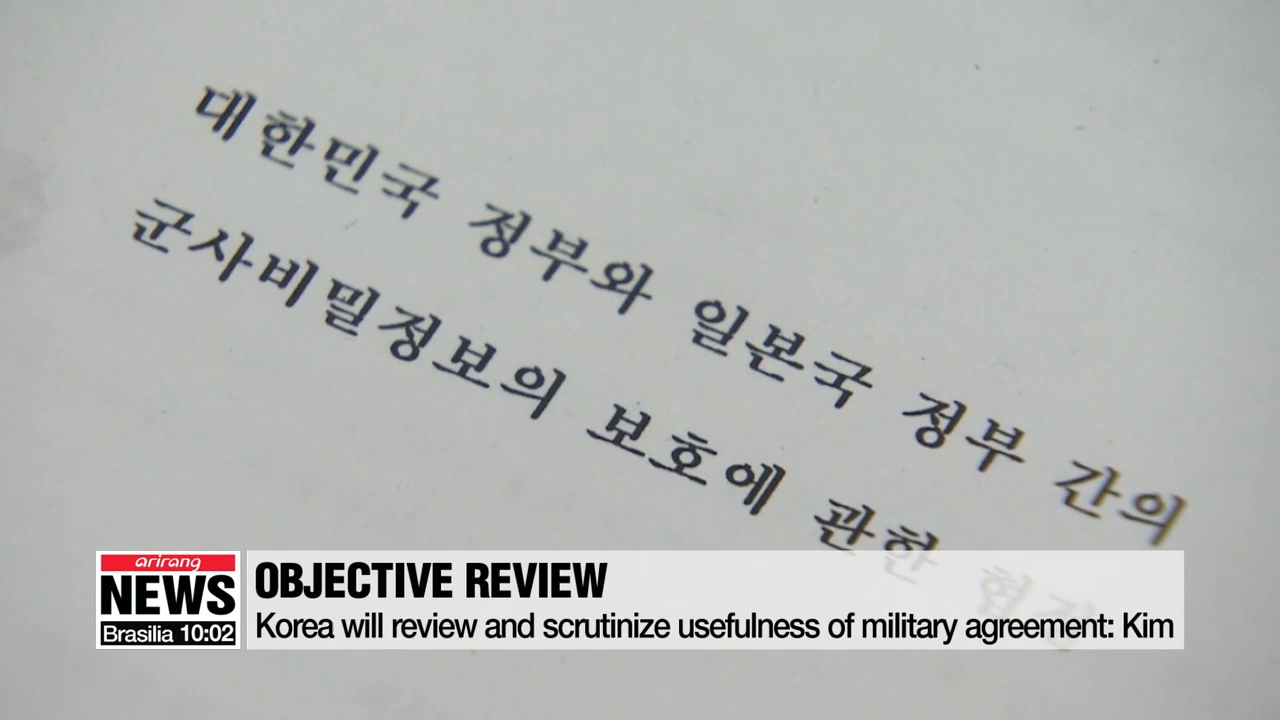 대한민국 정부와 일본국 정부 간의
군사비밀정보의 보호에 관한 협정
arirang
NEWS
Brasilia 10:02
OBJECTIVE REVIEW
Korea will review and scrutinize usefulness of military agreement: Kim